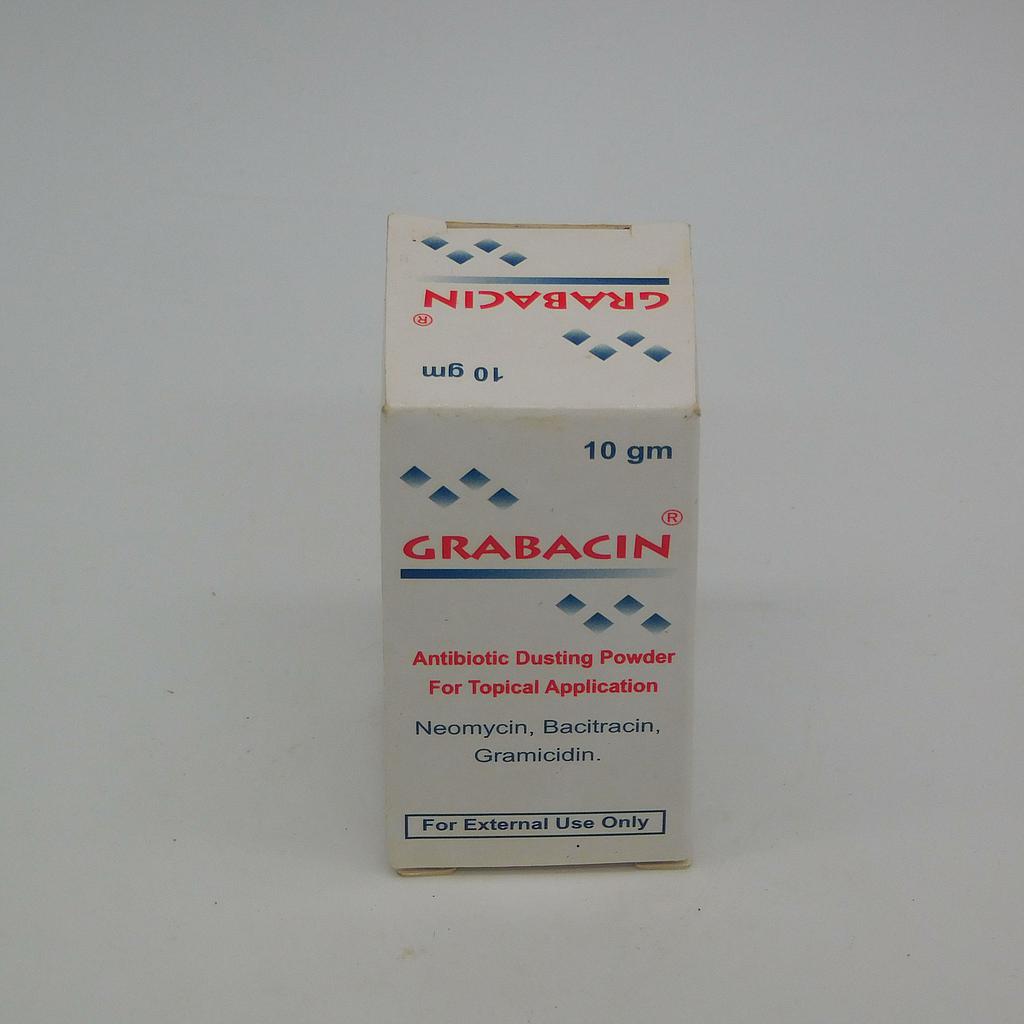 GRABACIN
®
10 gm
10 gm
GRABACIN®
Antibiotic Dusting Powder
For Topical Application
Neomycin, Bacitracin,
Gramicidin.
For External Use Only